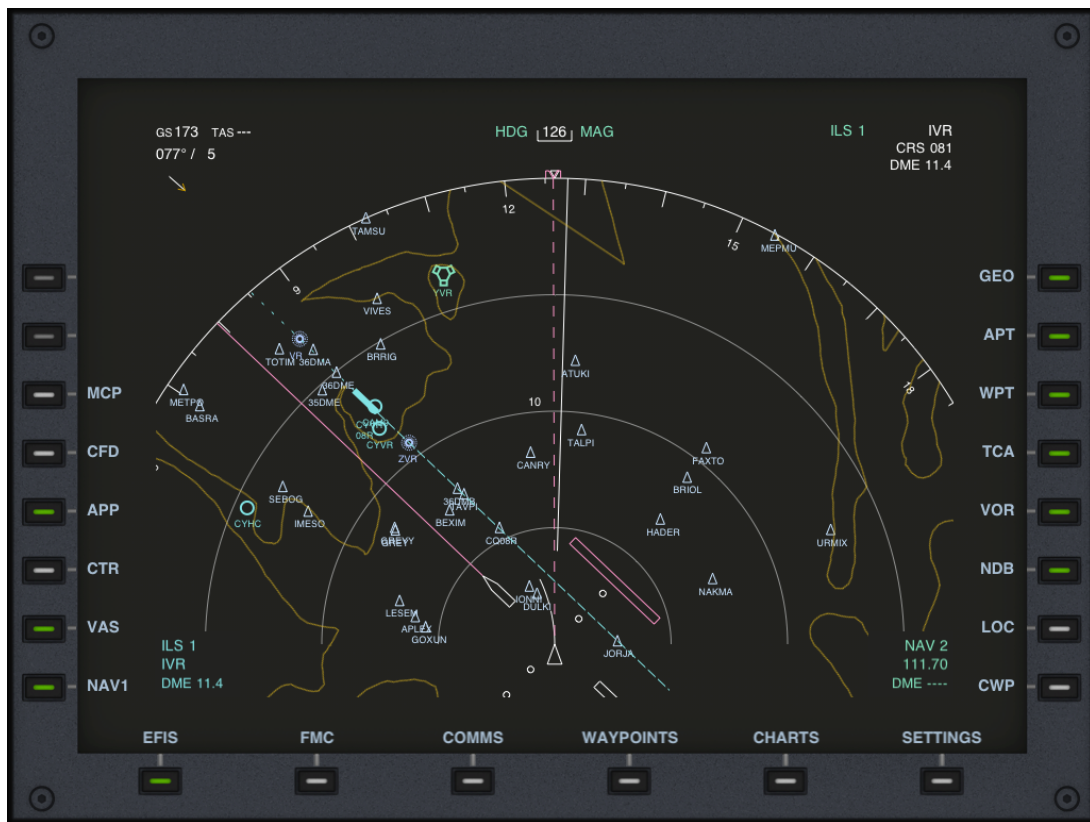 GS173 TAS---
HDG 126 MAG
ILS 1 IVR
077° / 5
CRS 081
DME 11.4
12
TAMSU
15
MEPMU
9
YVR
GEO
VIVES
TOTIM
VR
36DMA
BRRIG
APT
36DME
ATUKI
18
MCP
METPO
BASRA
35DME
10
WPT
08R
CYVR
TALPI
CFD
ZVR
CANRY
FAXTO
TCA
SEBOG
36DMB
TAVPI
BRIOL
APP
CYHC
IMESO
BEXIM
HADER
VOR
GREY
CQ08R
URMIX
CTR
IONNI
NAKMA
NDB
LESEM
DULKI
APLEX
GOXUN
VAS
LOC
ILS 1
IVR
DME 11.4
JORJA
NAV 2
111.70
DME ----
NAV1
CWP
EFIS FMC COMMS WAYPOINTS CHARTS SETTINGS